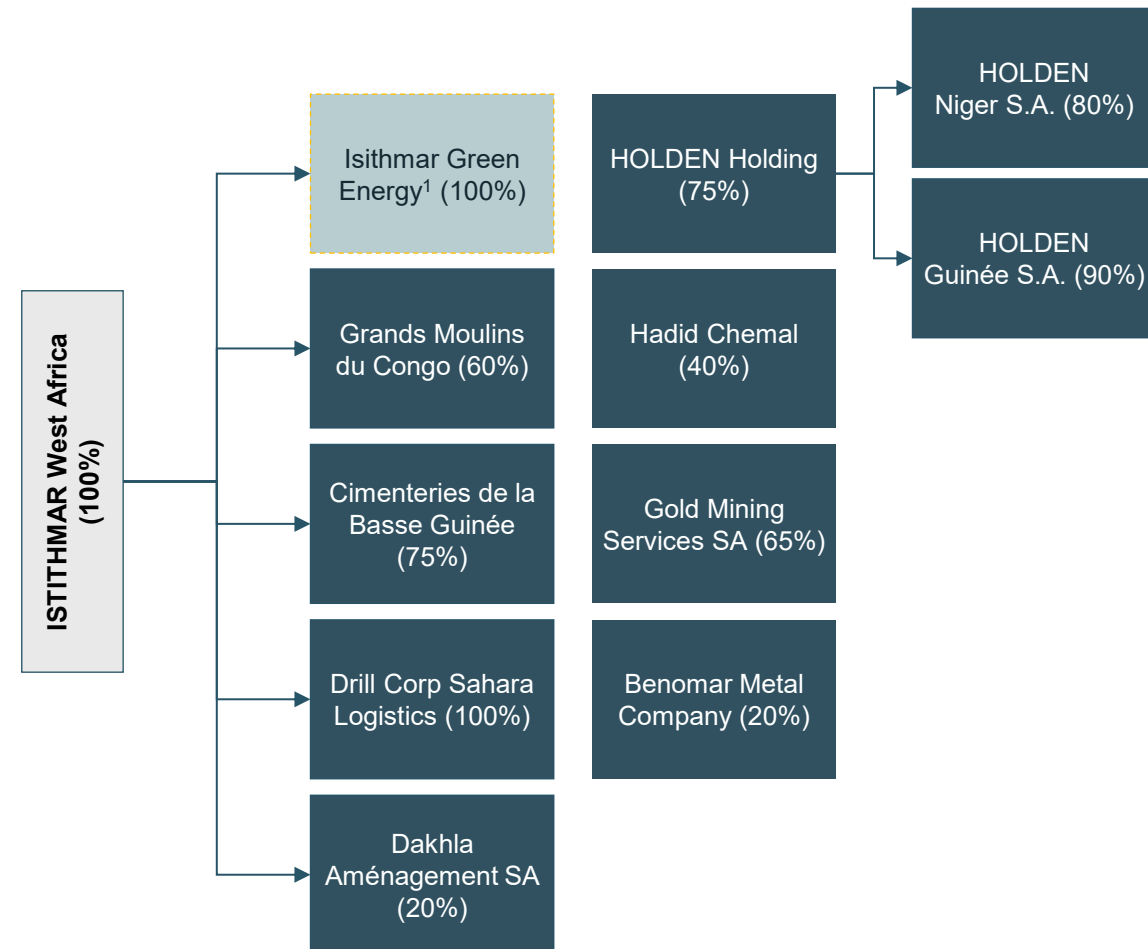 ISTITHMAR West Africa
(100%)
Isithmar Green
Energy¹ (100%)
Grands Moulins
du Congo (60%)
Cimenteries de la
Basse Guinée
(75%)
Drill Corp Sahara
Logistics (100%)
Dakhla
Aménagement SA
(20%)
HOLDEN Holding
(75%)
Hadid Chemal
(40%)
Gold Mining
Services SA (65%)
Benomar Metal
Company (20%)
HOLDEN
Niger S.A. (80%)
HOLDEN
Guinée S.A. (90%)